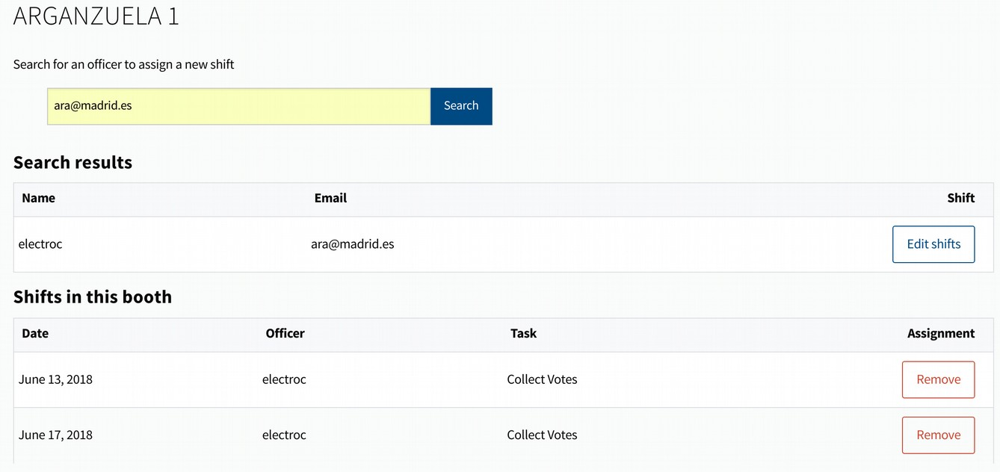 ARGANZUELA 1
Search for an officer to assign a new shift
ara@madrid.es Search
Search results
Name Email Shift
electroc ara@madrid.es Edit shifts
Shifts in this booth
Date Officer Task Assignment
June 13, 2018 electroc Collect Votes Remove
June 17, 2018 electroc Collect Votes Remove